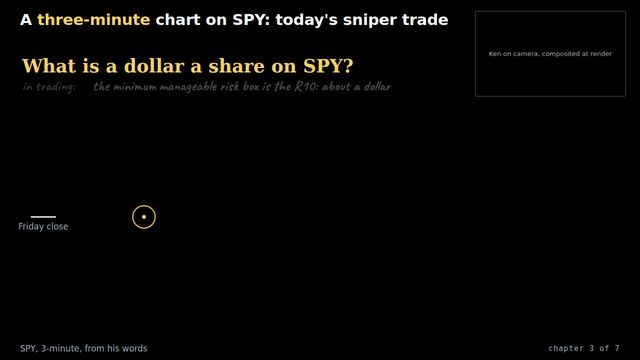 A three-minute chart on SPY: today's sniper trade
Ken on camera, composited at render
What is a dollar a share on SPY?
in trading: the minimum manageable risk box is the R10: about a dollar
Friday close
SPY, 3-minute, from his words
chapter 3 of 7